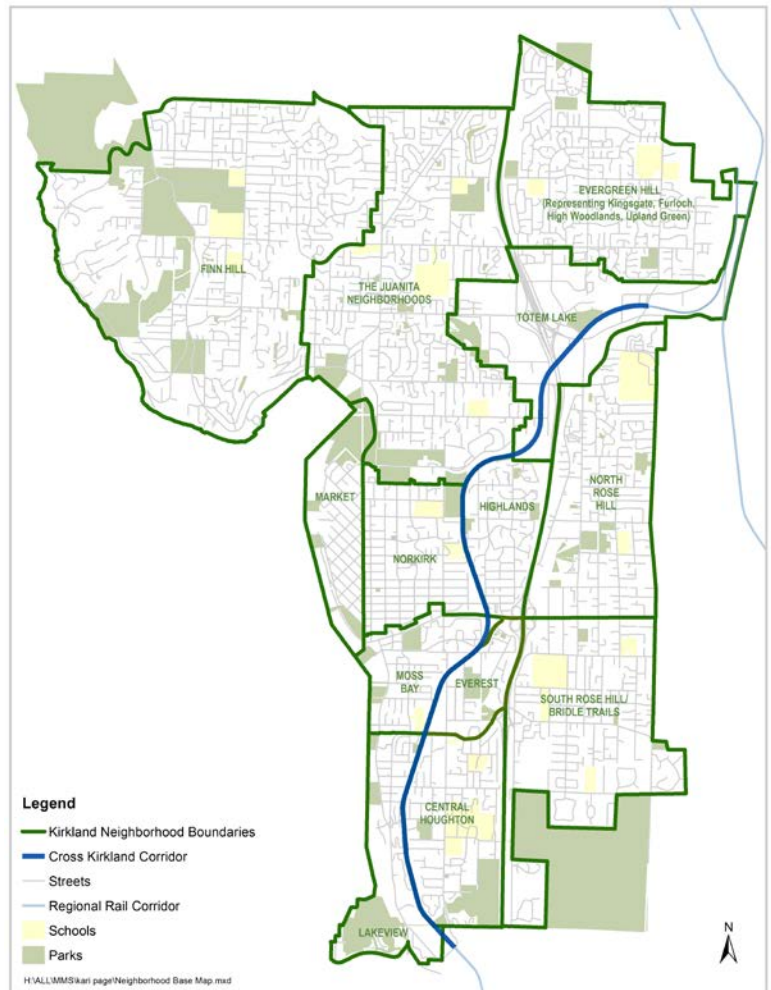 EVERGREEN HILL
(Representing Kingsgate, Furloch,
High Woodlands, Upland Green)
FINN HILL
THE JUANITA
NEIGHBORHOODS
TOTEM LAKE
MARKET
HIGHLANDS
NORTH
ROSE
HILL
NORKIRK
MOSS
BAY
EVEREST
SOUTH ROSE HILL/
BRIDLE TRAILS
CENTRAL
HOUGHTON
LAKEVIEW
Legend
Kirkland Neighborhood Boundaries
Cross Kirkland Corridor
Streets
Regional Rail Corridor
Schools
Parks
N
H:\ALL\MMS\kari page\Neighborhood Base Map.mxd